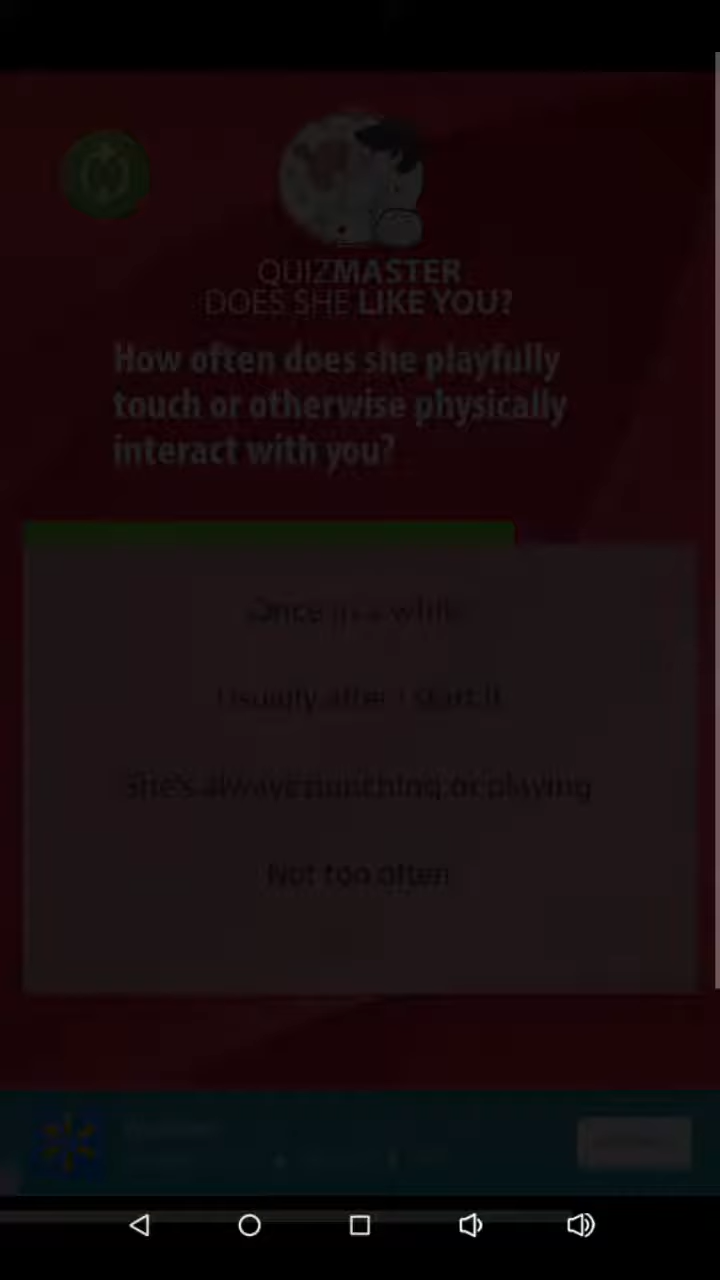 QUIZMASTER
DOES SHE LIKE YOU?
How often does she playfully
touch or otherwise physically
interact with you?
Once in a while
Usually after I start it
She's always punching or playing
Not too often